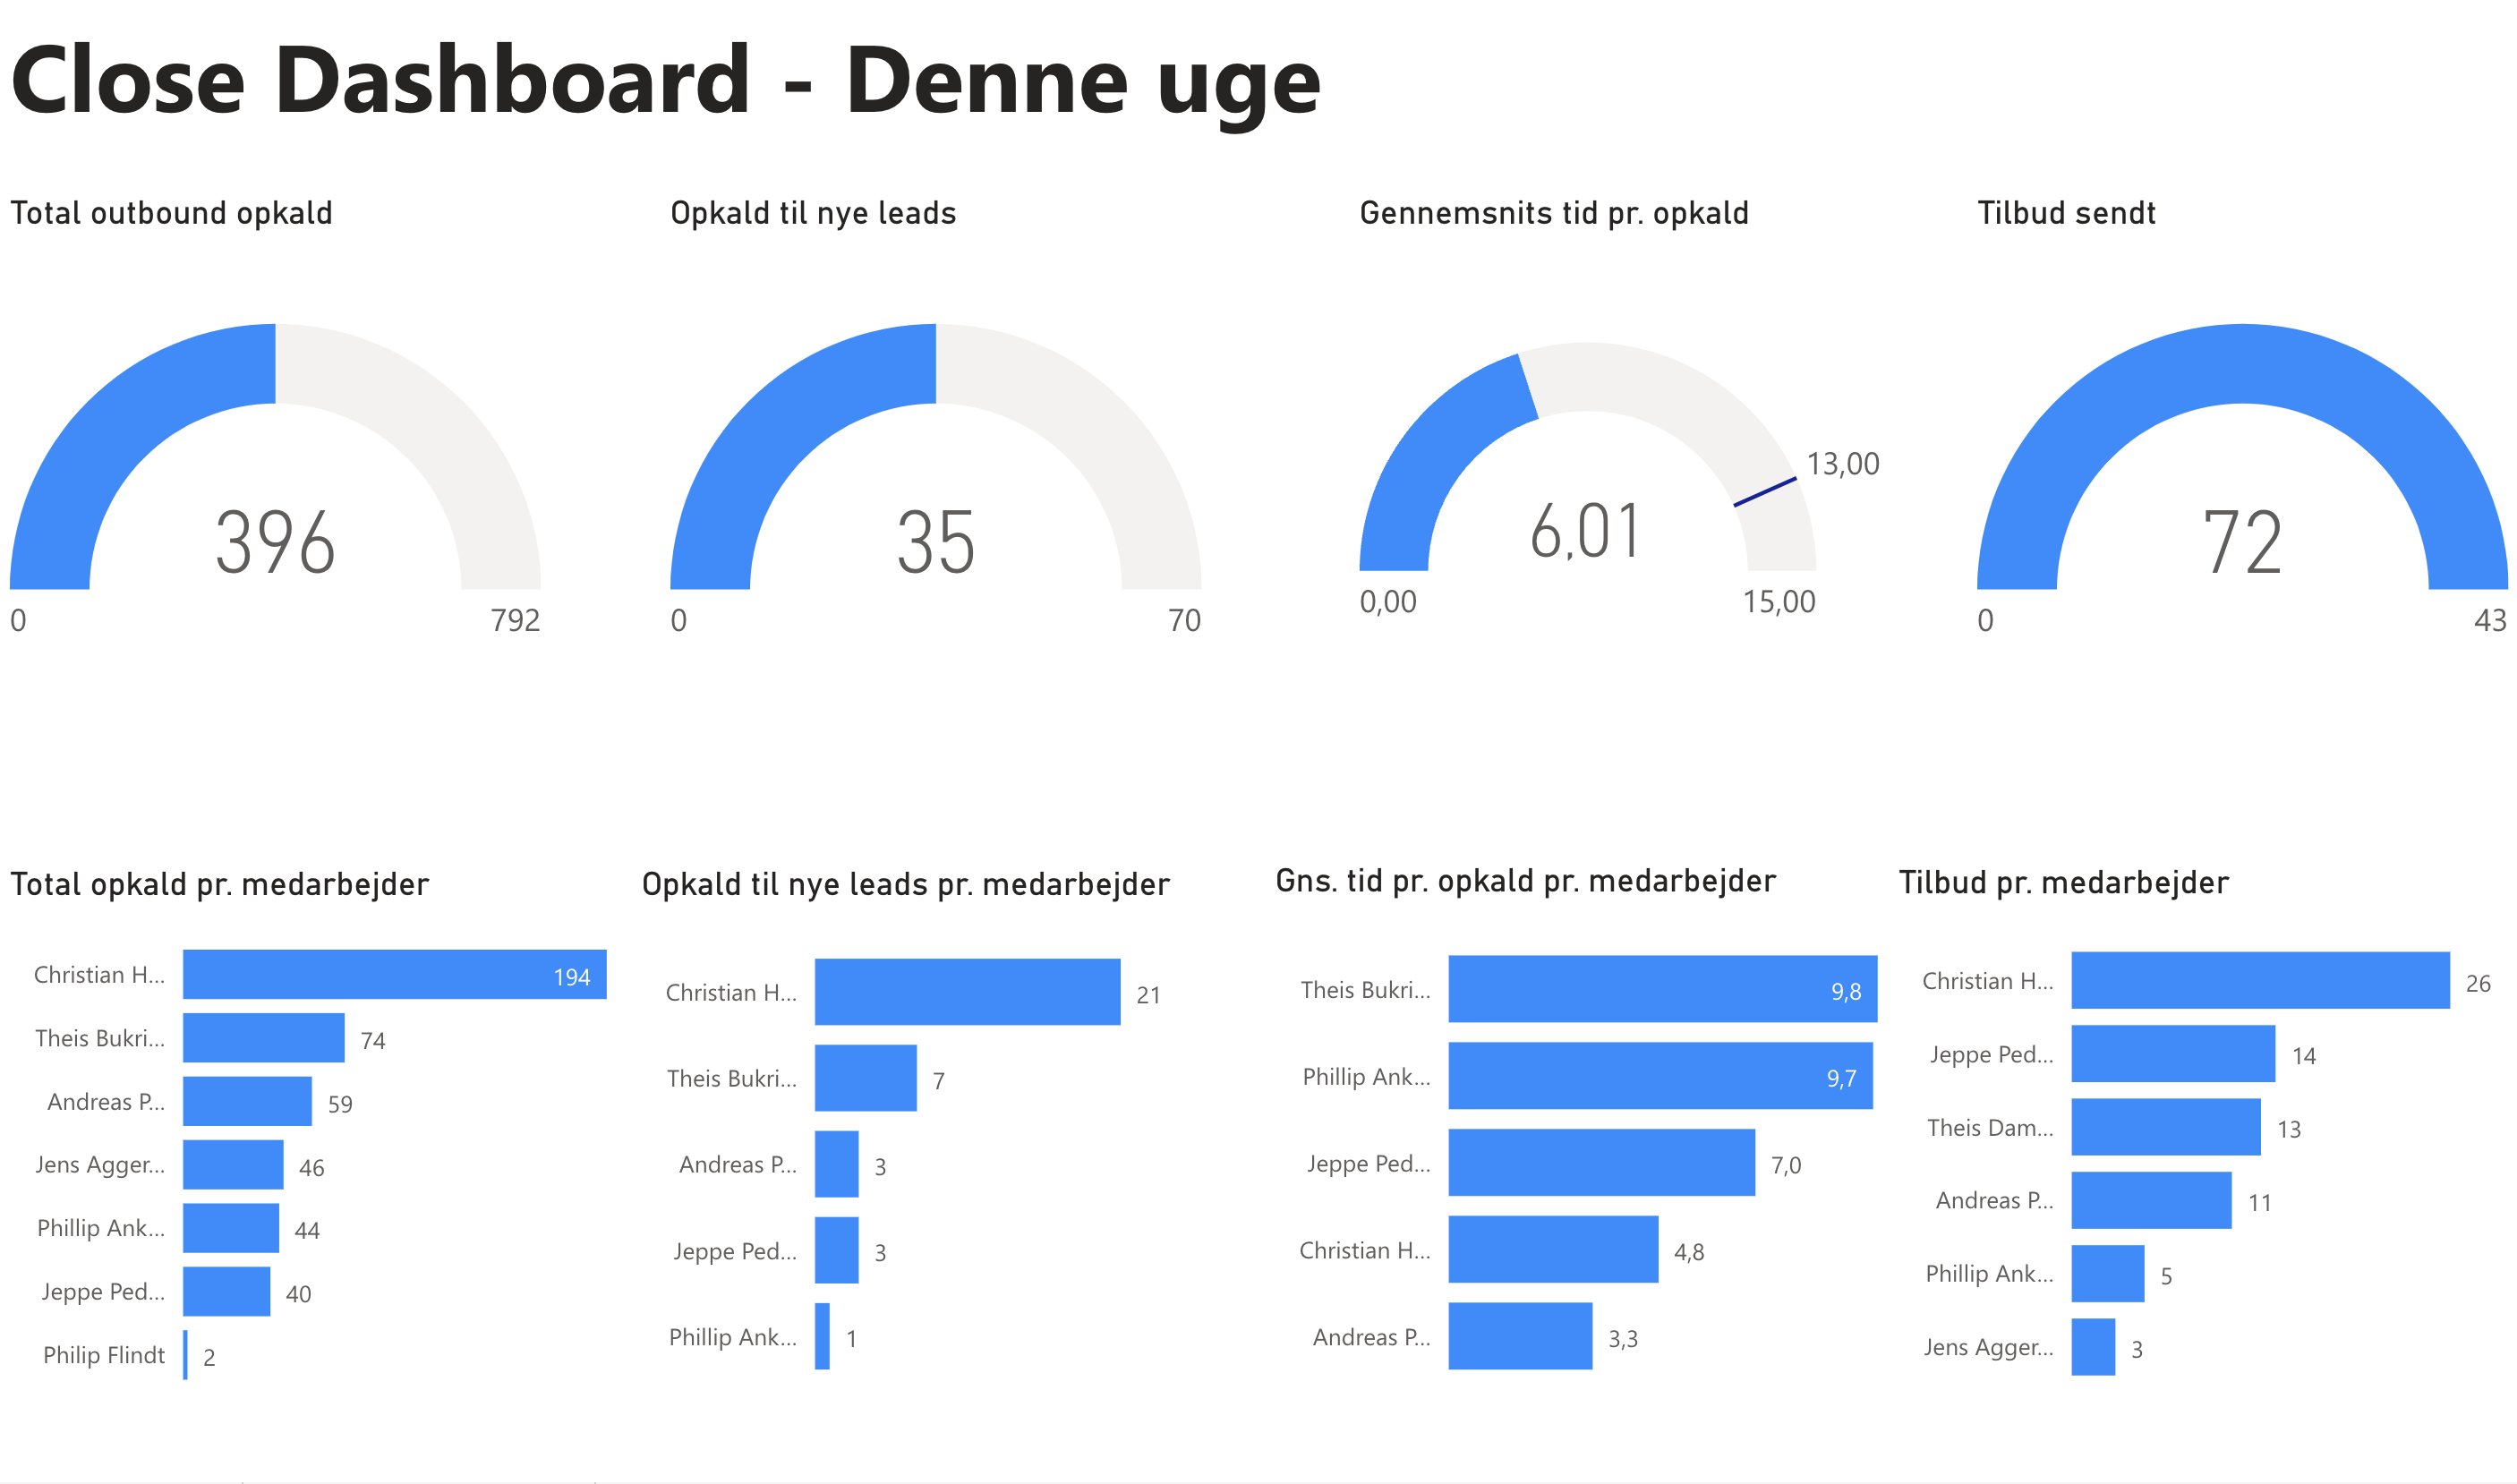 Close Dashboard - Denne uge
Total outbound opkald
396
0
792
Opkald til nye leads
35
0
70
Gennemsnits tid pr. opkald
13,00
6,01
0,00
15,00
Tilbud sendt
72
0
43
Total opkald pr. medarbejder
Christian H... 194
Theis Bukri... 74
Andreas P... 59
Jens Agger... 46
Phillip Ank... 44
Jeppe Ped... 40
Philip Flindt 2
Opkald til nye leads pr. medarbejder
Christian H... 21
Theis Bukri... 7
Andreas P... 3
Jeppe Ped... 3
Phillip Ank... 1
Gns. tid pr. opkald pr. medarbejder
Theis Bukri... 9,8
Phillip Ank... 9,7
Jeppe Ped... 7,0
Christian H... 4,8
Andreas P... 3,3
Tilbud pr. medarbejder
Christian H... 26
Jeppe Ped... 14
Theis Dam... 13
Andreas P... 11
Phillip Ank... 5
Jens Agger... 3